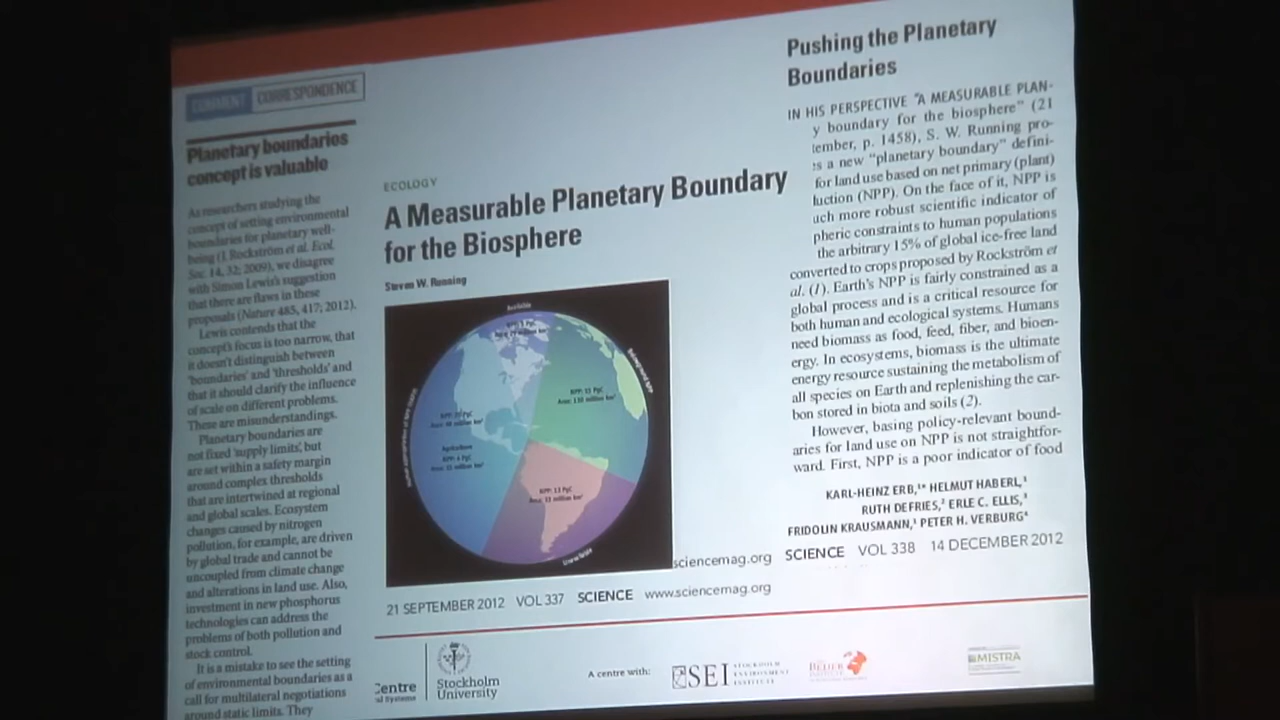 COMMENT CORRESPONDENCE
Planetary boundaries
concept is valuable
As researchers studying the
concept of setting environmental
boundaries for planetary well-
being (J. Rockström et al. Ecol.
Soc. 14, 32; 2009), we disagree
with Simon Lewis's suggestion
that there are flaws in these
proposals (Nature 485, 417; 2012).
Lewis contends that the
concept's focus is too narrow, that
it doesn't distinguish between
'boundaries' and 'thresholds' and
that it should clarify the influence
of scale on different problems.
These are misunderstandings.
Planetary boundaries are
not fixed 'supply limits', but
are set within a safety margin
around complex thresholds
that are intertwined at regional
and global scales. Ecosystem
changes caused by nitrogen
pollution, for example, are driven
by global trade and cannot be
uncoupled from climate change
and alterations in land use. Also,
investment in new phosphorus
technologies can address the
problems of both pollution and
stock control.
It is a mistake to see the setting
of environmental boundaries as a
call for multilateral negotiations
around static limits. They
ECOLOGY
A Measurable Planetary Boundary
for the Biosphere
Steven W. Running
Available
Agriculture
21 SEPTEMBER 2012 VOL 337 SCIENCE www.sciencemag.org
Pushing the Planetary
Boundaries
IN HIS PERSPECTIVE "A MEASURABLE PLAN-
y boundary for the biosphere" (21
tember, p. 1458), S. W. Running pro-
s a new "planetary boundary" defini-
for land use based on net primary (plant)
luction (NPP). On the face of it, NPP is
uch more robust scientific indicator of
pheric constraints to human populations
the arbitrary 15% of global ice-free land
converted to crops proposed by Rockström et
al. (1). Earth's NPP is fairly constrained as a
global process and is a critical resource for
both human and ecological systems. Humans
need biomass as food, feed, fiber, and bioen-
ergy. In ecosystems, biomass is the ultimate
energy resource sustaining the metabolism of
all species on Earth and replenishing the car-
bon stored in biota and soils (2).
However, basing policy-relevant bound-
aries for land use on NPP is not straightfor-
ward. First, NPP is a poor indicator of food
KARL-HEINZ ERB,¹* HELMUT HABERL,¹
RUTH DEFRIES,² ERLE C. ELLIS,³
FRIDOLIN KRAUSMANN,¹ PETER H. VERBURG⁴
sciencemag.org SCIENCE VOL 338 14 DECEMBER 2012
Centre
al Systems
Stockholm
University
A centre with:
SEI STOCKHOLM
ENVIRONMENT
INSTITUTE
BEIJER
MISTRA